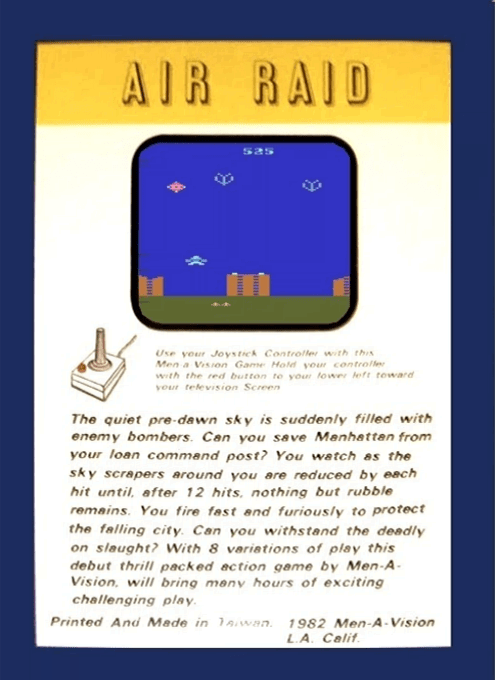 AIR RAID
525
Use your Joystick Controller with this
Men a Vision Game Hold your controller
with the red button to your lower left toward
your television Screen
The quiet pre-dawn sky is suddenly filled with
enemy bombers. Can you save Manhattan from
your loan command post? You watch as the
sky scrapers around you are reduced by each
hit until, after 12 hits, nothing but rubble
remains. You fire fast and furiously to protect
the falling city. Can you withstand the deadly
on slaught? With 8 variations of play this
debut thrill packed action game by Men-A-
Vision, will bring many hours of exciting
challenging play.
Printed And Made in Taiwan. 1982 Men-A-Vision
L.A. Calif.